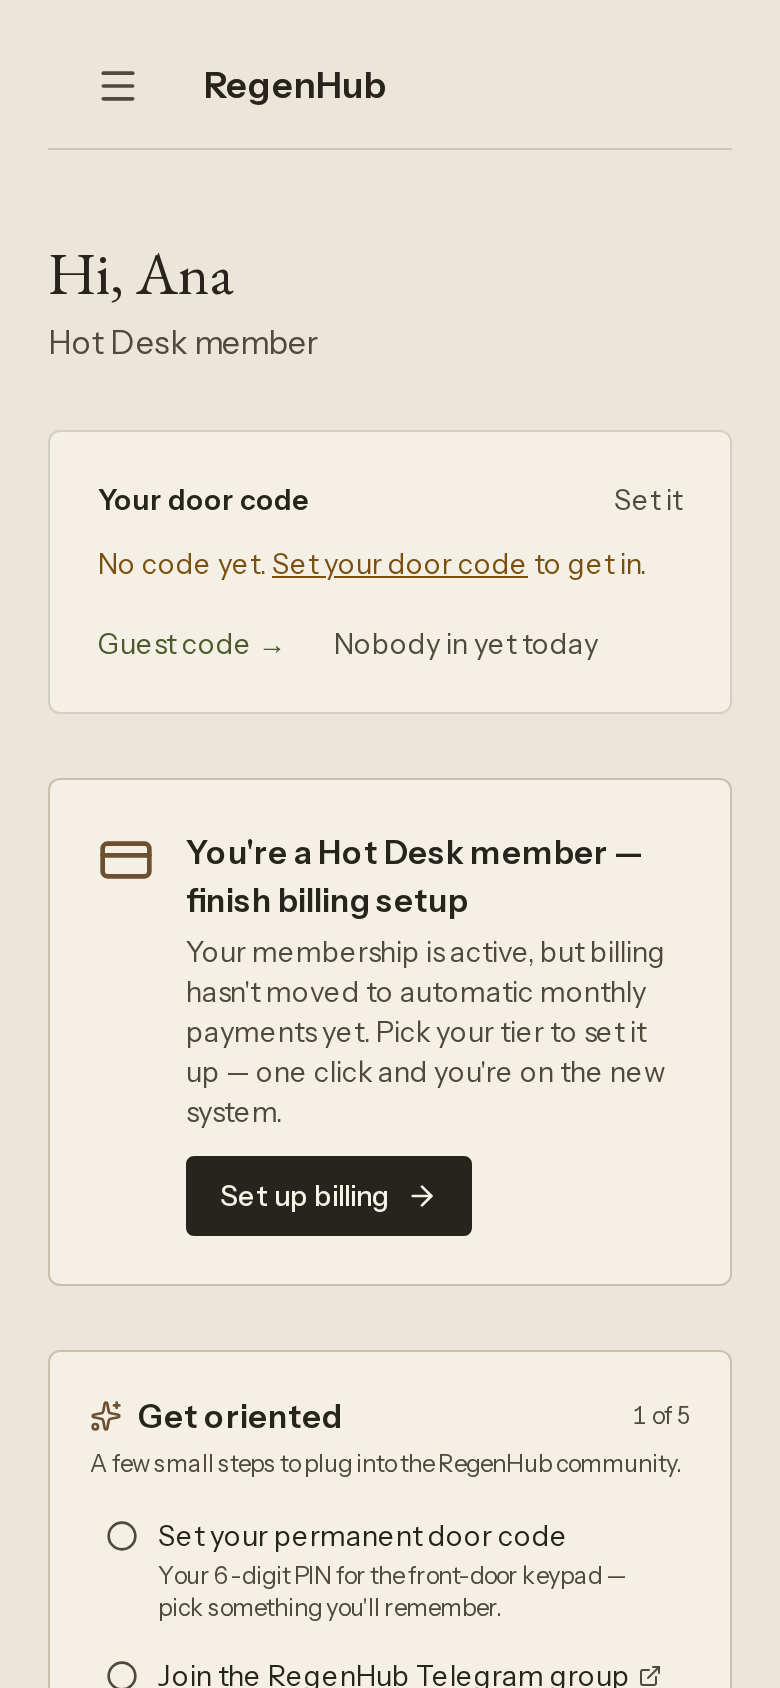 RegenHub
Hi, Ana
Hot Desk member
Your door code
Set it
No code yet. Set your door code to get in.
Guest code →
Nobody in yet today
You're a Hot Desk member —
finish billing setup
Your membership is active, but billing
hasn't moved to automatic monthly
payments yet. Pick your tier to set it
up — one click and you're on the new
system.
Set up billing →
Get oriented
1 of 5
A few small steps to plug into the RegenHub community.
Set your permanent door code
Your 6-digit PIN for the front-door keypad —
pick something you'll remember.
Join the RegenHub Telegram group